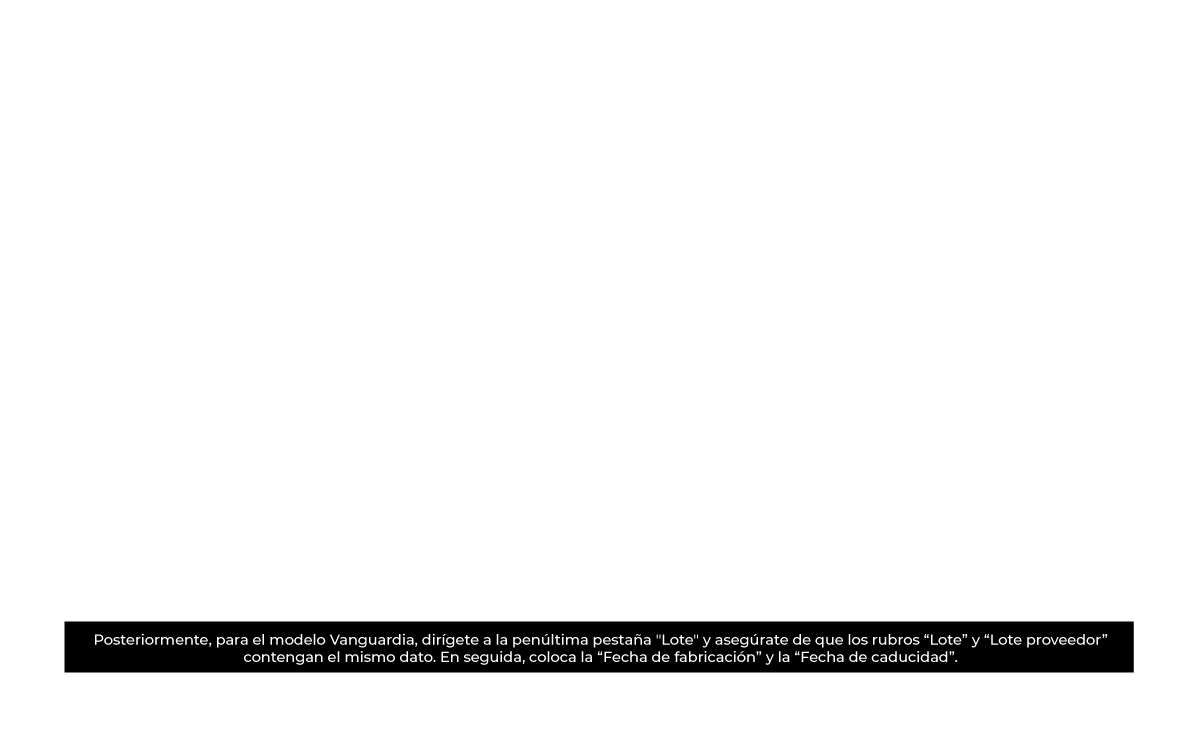 Posteriormente, para el modelo Vanguardia, dirígete a la penúltima pestaña "Lote" y asegúrate de que los rubros “Lote” y “Lote proveedor”
contengan el mismo dato. En seguida, coloca la “Fecha de fabricación” y la “Fecha de caducidad”.